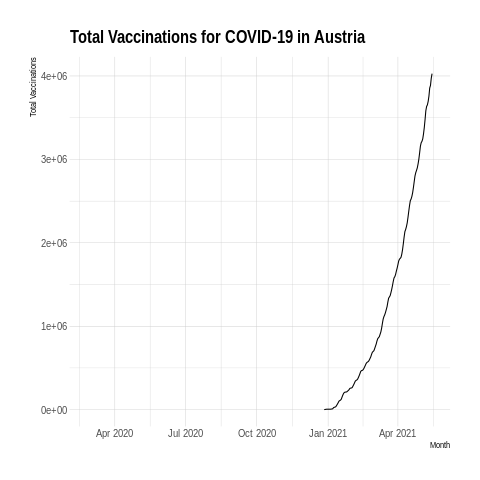 Total Vaccinations for COVID-19 in Austria
Total Vaccinations
4e+06
3e+06
2e+06
1e+06
0e+00
Apr 2020 Jul 2020 Oct 2020 Jan 2021 Apr 2021
Month